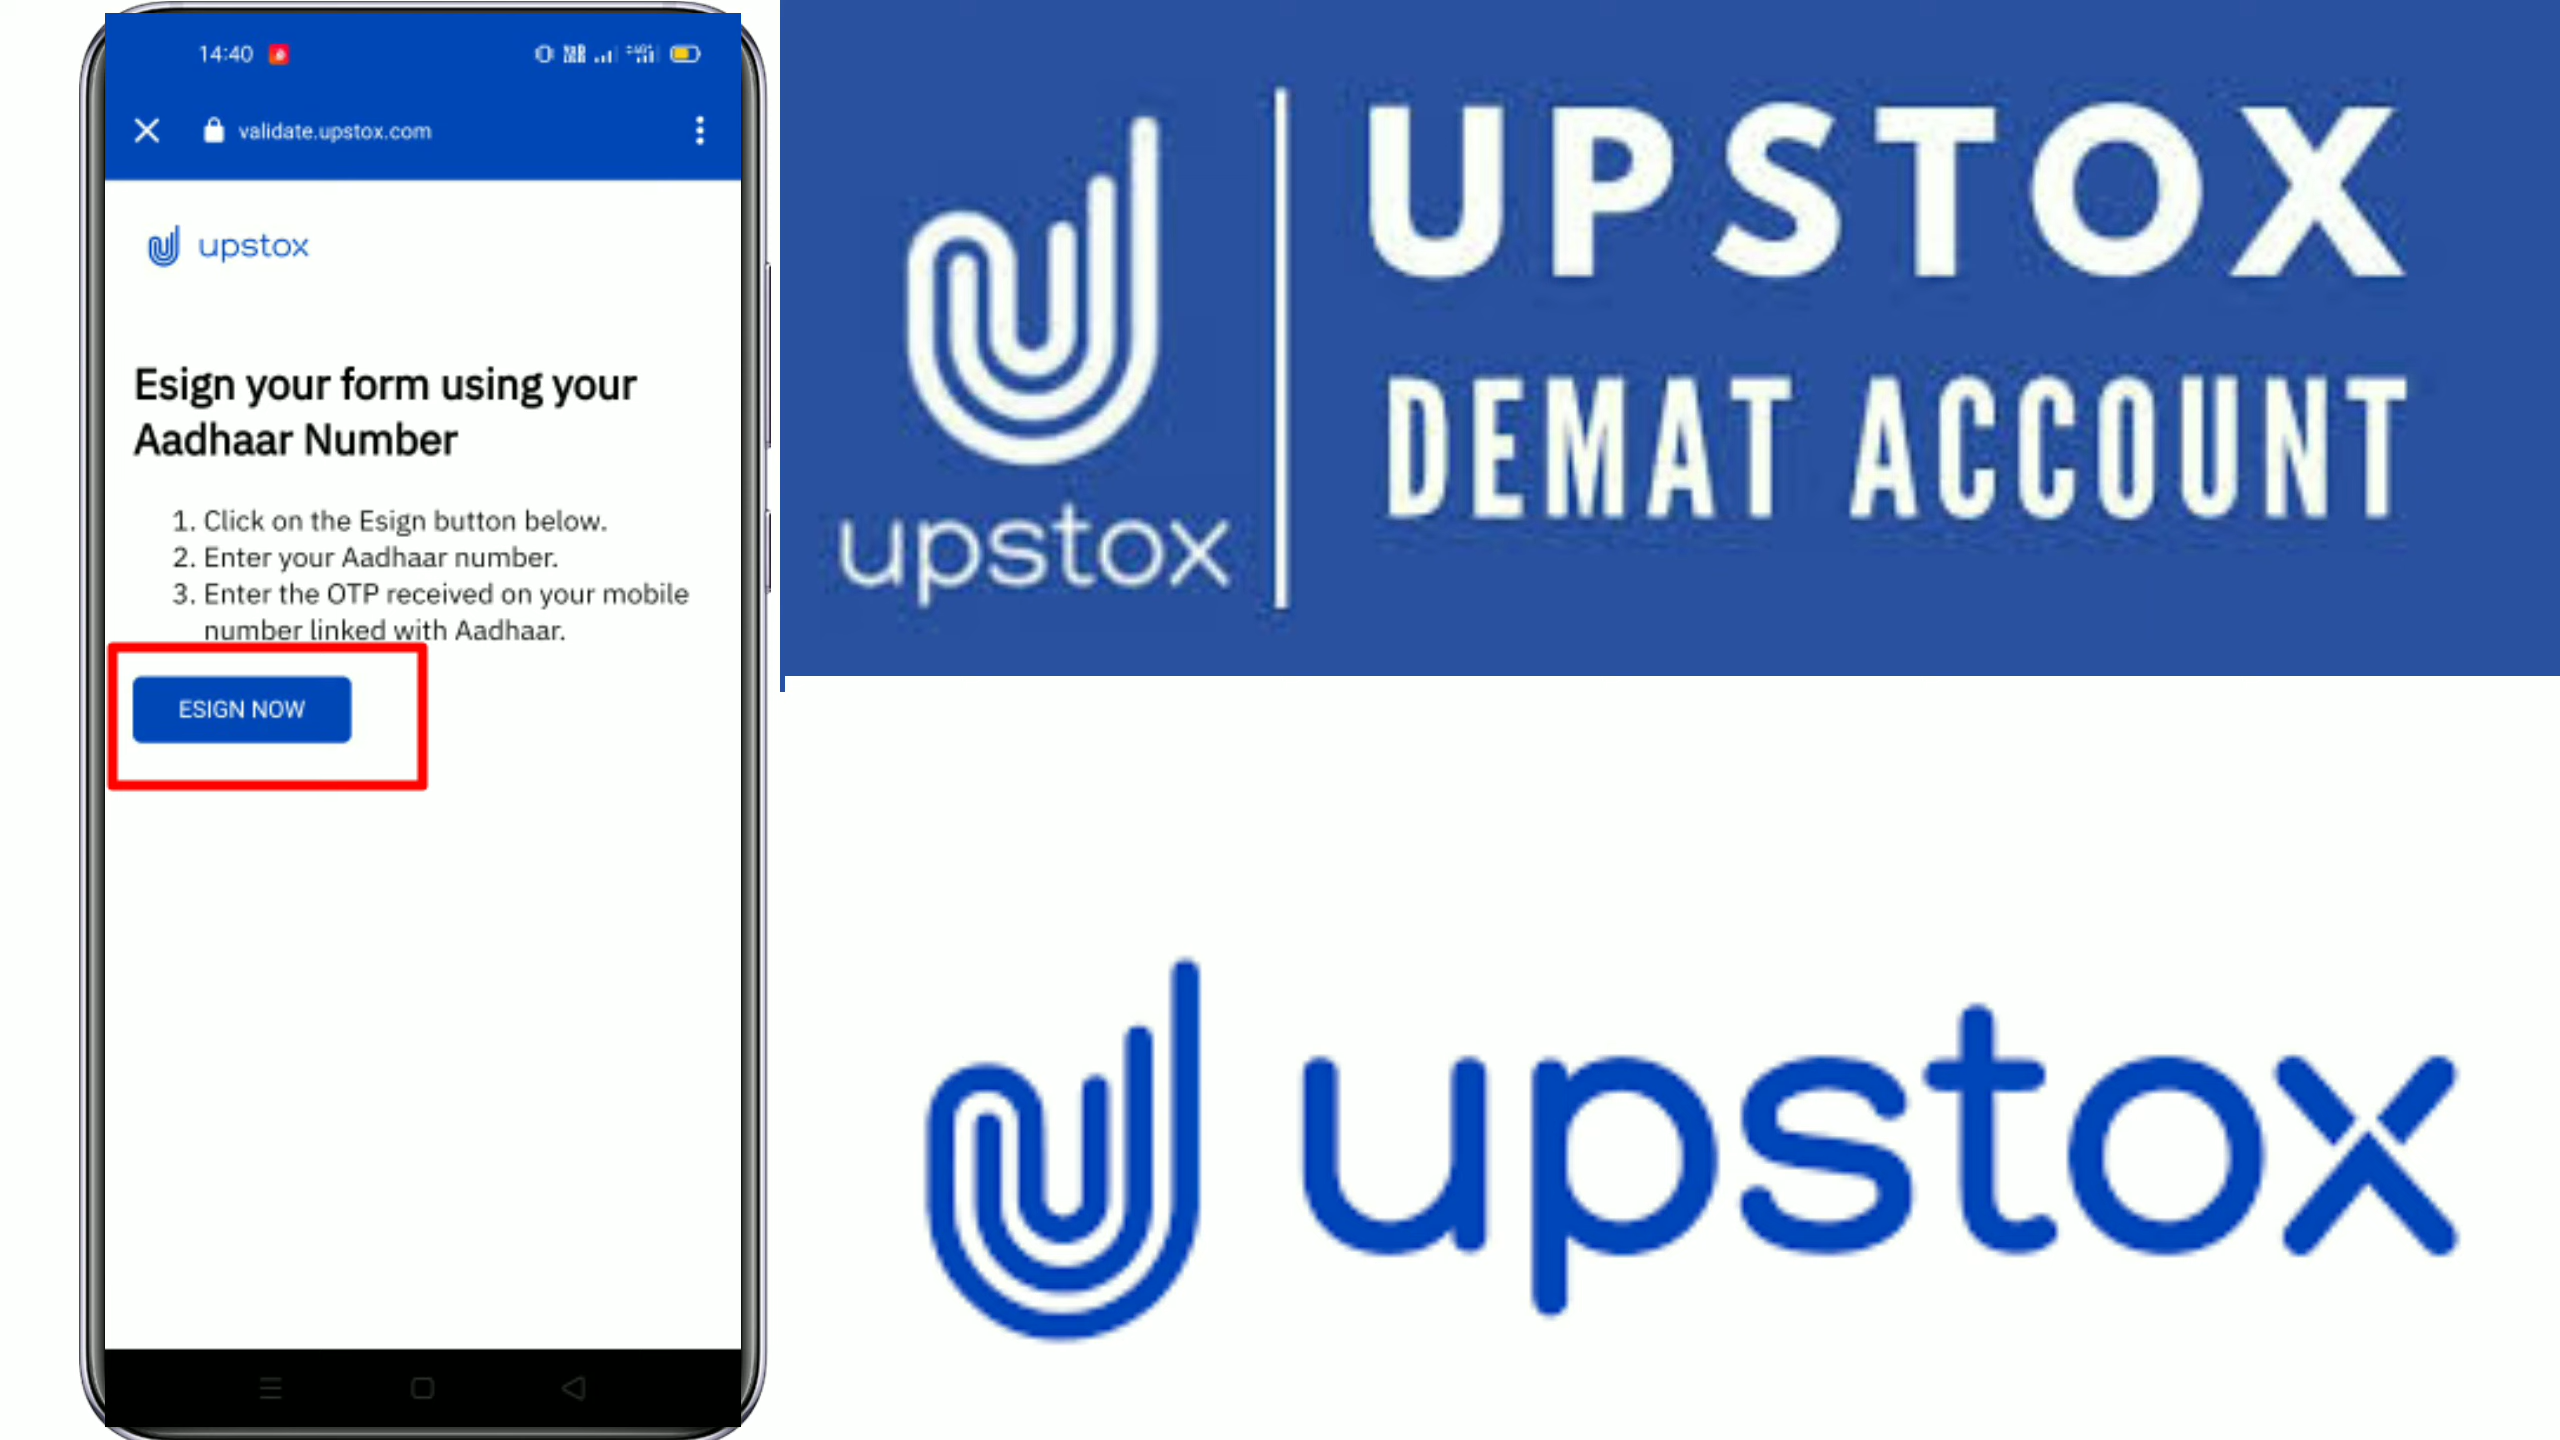 14:40
validate.upstox.com
upstox
Esign your form using your
Aadhaar Number
1. Click on the Esign button below.
2. Enter your Aadhaar number.
3. Enter the OTP received on your mobile
number linked with Aadhaar.
ESIGN NOW
UPSTOX
DEMAT ACCOUNT
upstox
upstox